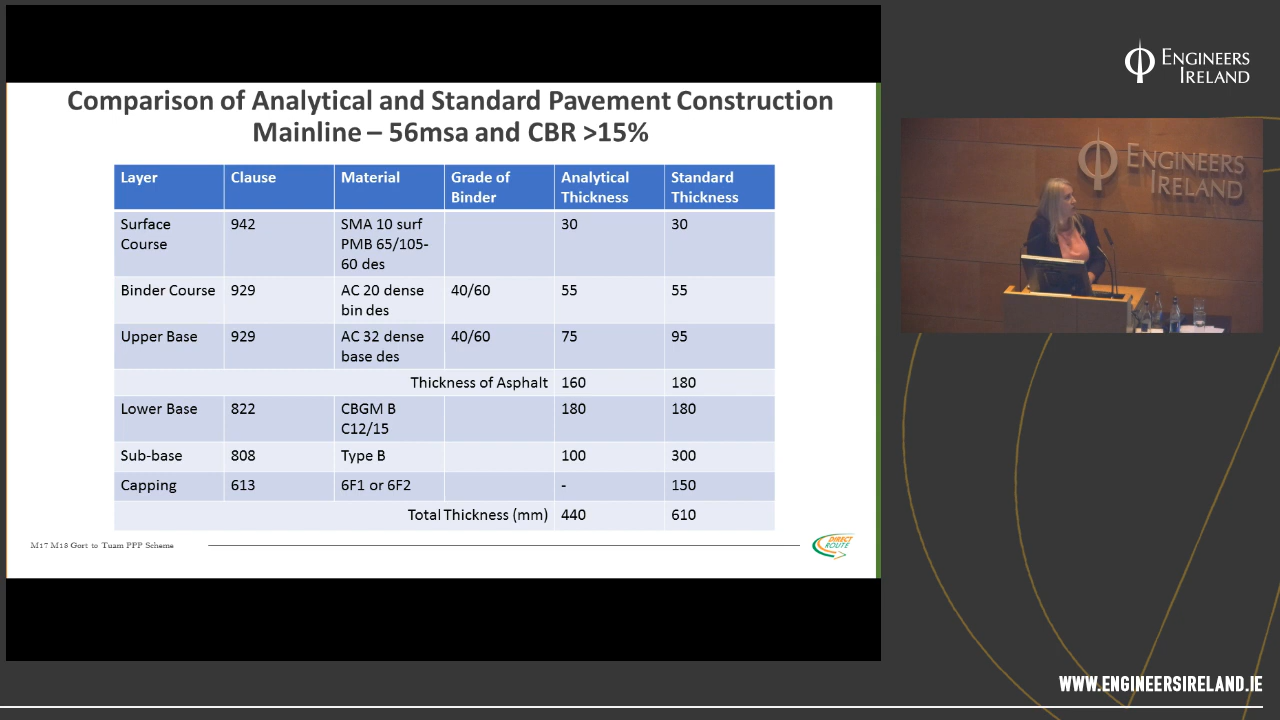 Comparison of Analytical and Standard Pavement Construction
Mainline – 56msa and CBR >15%
Layer Clause Material Grade of Binder Analytical Thickness Standard Thickness
Surface Course 942 SMA 10 surf PMB 65/105-60 des 30 30
Binder Course 929 AC 20 dense bin des 40/60 55 55
Upper Base 929 AC 32 dense base des 40/60 75 95
Thickness of Asphalt 160 180
Lower Base 822 CBGM B C12/15 180 180
Sub-base 808 Type B 100 300
Capping 613 6F1 or 6F2 - 150
Total Thickness (mm) 440 610
M17 M18 Gort to Tuam PPP Scheme
DIRECT
ROUTE
ENGINEERS
IRELAND
ENGINEERS
IRELAND
WWW.ENGINEERSIRELAND.IE